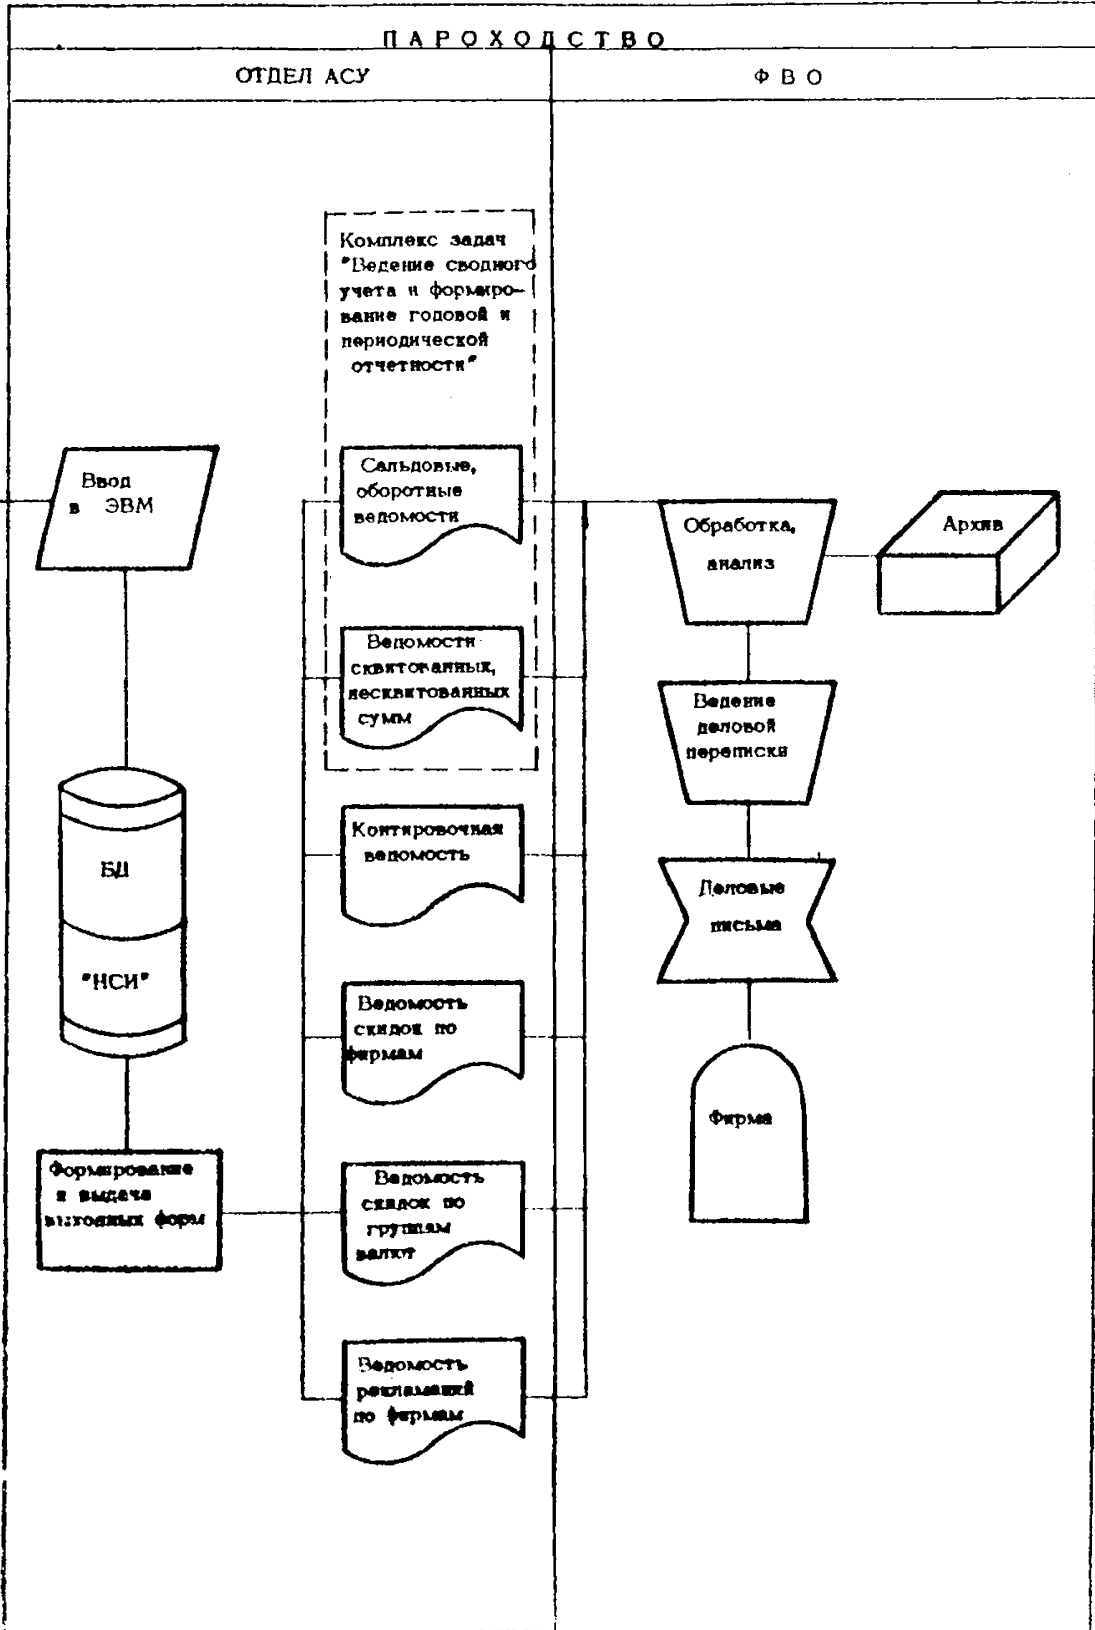 ПАРОХОДСТВО
ОТДЕЛ АСУ
ФВО
Комплекс задач
"Ведение сводного
учета и формиро-
вание годовой и
периодической
отчетности"
Ввод
в ЭВМ
Сальдовые,
оборотные
ведомости
Обработка,
анализ
Архив
Ведомости
сквитованных,
несквитованных
сумм
Ведение
деловой
переписки
Контировочная
ведомость
БД
"НСИ"
Деловые
письма
Ведомость
скидок по
фирмам
Фирма
Формирование
и выдача
выходных форм
Ведомость
скидок по
группам
валют
Ведомость
рекламаций
по фирмам